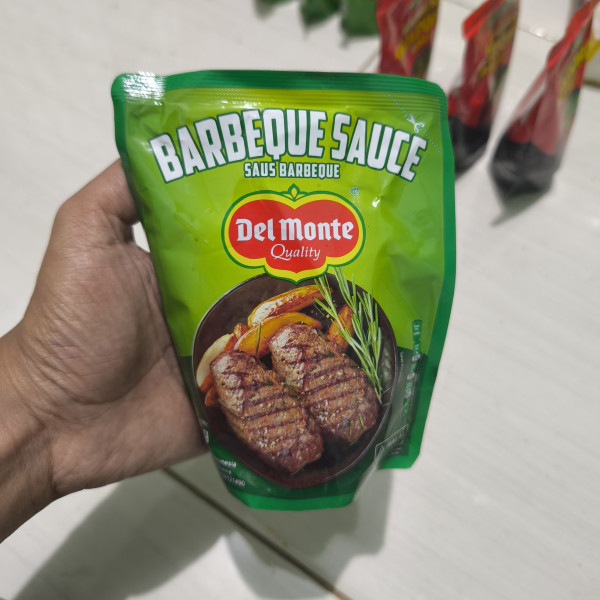 BARBEQUE SAUCE
SAUS BARBEQUE
Del Monte
Quality